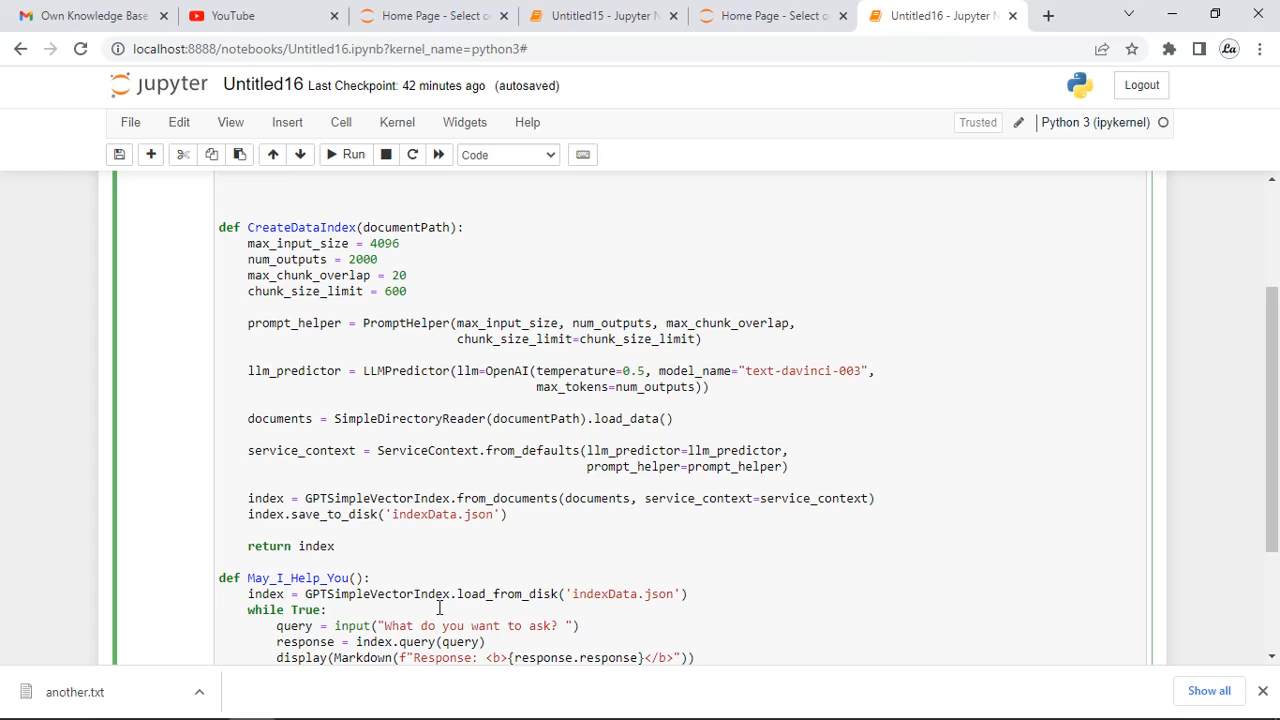 Own Knowledge Base
YouTube
Home Page - Select o
Untitled15 - Jupyter N
Home Page - Select o
Untitled16 - Jupyter N
localhost:8888/notebooks/Untitled16.ipynb?kernel_name=python3#
La
jupyter Untitled16 Last Checkpoint: 42 minutes ago (autosaved)
Logout
File Edit View Insert Cell Kernel Widgets Help
Trusted Python 3 (ipykernel)
Run Code
def CreateDataIndex(documentPath):
max_input_size = 4096
num_outputs = 2000
max_chunk_overlap = 20
chunk_size_limit = 600
prompt_helper = PromptHelper(max_input_size, num_outputs, max_chunk_overlap,
chunk_size_limit=chunk_size_limit)
llm_predictor = LLMPredictor(llm=OpenAI(temperature=0.5, model_name="text-davinci-003",
max_tokens=num_outputs))
documents = SimpleDirectoryReader(documentPath).load_data()
service_context = ServiceContext.from_defaults(llm_predictor=llm_predictor,
prompt_helper=prompt_helper)
index = GPTSimpleVectorIndex.from_documents(documents, service_context=service_context)
index.save_to_disk('indexData.json')
return index
def May_I_Help_You():
index = GPTSimpleVectorIndex.load_from_disk('indexData.json')
while True:
query = input("What do you want to ask? ")
response = index.query(query)
display(Markdown(f"Response: <b>{response.response}</b>"))
another.txt
Show all